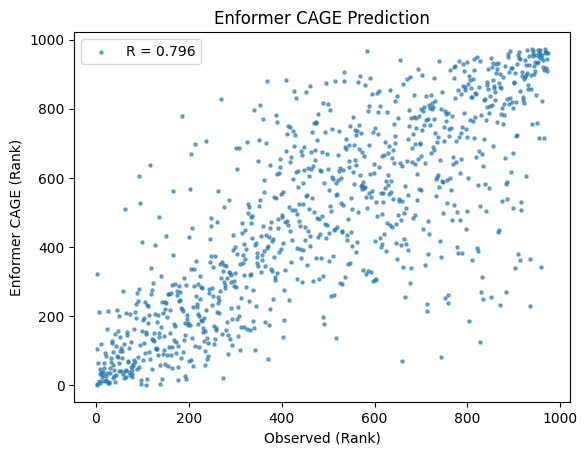 Enformer CAGE Prediction
R = 0.796
1000
800
600
400
200
0
Enformer CAGE (Rank)
0 200 400 600 800 1000
Observed (Rank)